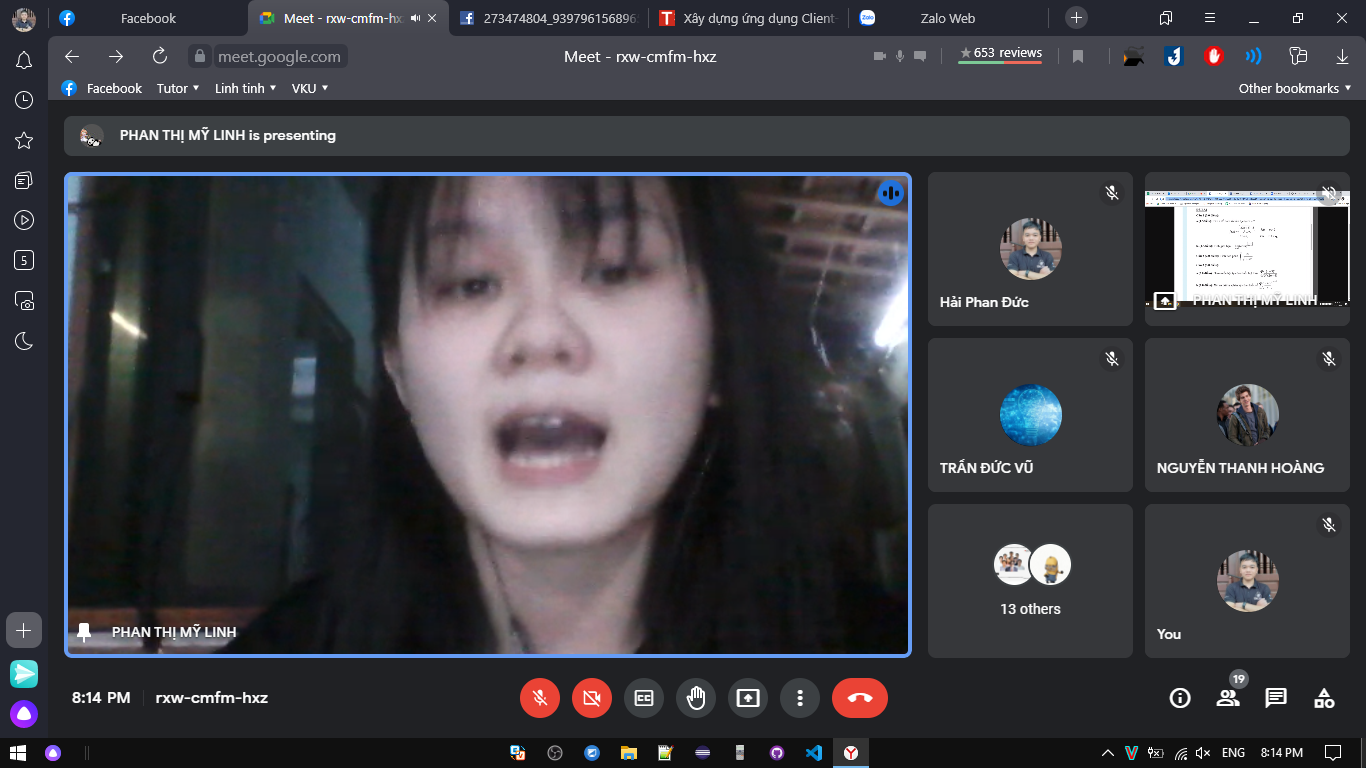 Facebook
Meet - rxw-cmfm-hx
273474804_93979615689
Xây dựng ứng dụng Client-
Zalo
Zalo Web
meet.google.com
Meet - rxw-cmfm-hxz
653 reviews
Facebook
Tutor
Linh tinh
VKU
Other bookmarks
PHAN THỊ MỸ LINH is presenting
Hải Phan Đức
PHAN THỊ MỸ LINH
TRẦN ĐỨC VŨ
NGUYỄN THANH HOÀNG
13 others
You
PHAN THỊ MỸ LINH
5
8:14 PM
rxw-cmfm-hxz
CC
19
ENG
8:14 PM